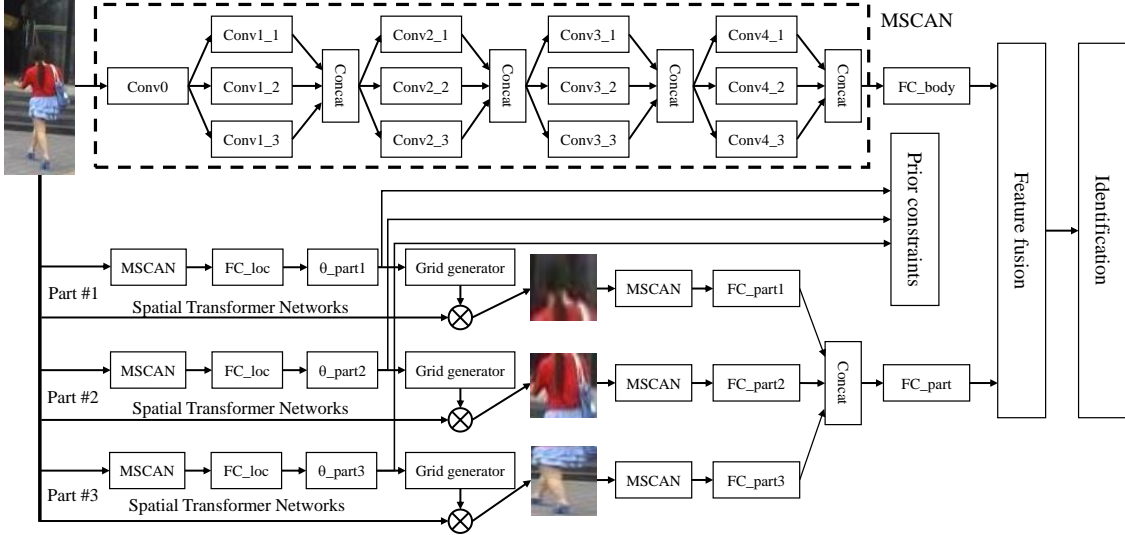 MSCAN
Conv0
Conv1_1
Conv1_2
Conv1_3
Concat
Conv2_1
Conv2_2
Conv2_3
Concat
Conv3_1
Conv3_2
Conv3_3
Concat
Conv4_1
Conv4_2
Conv4_3
Concat
FC_body
Prior constraints
Feature fusion
Identification
Part #1
MSCAN
FC_loc
θ_part1
Grid generator
Spatial Transformer Networks
MSCAN
FC_part1
Part #2
MSCAN
FC_loc
θ_part2
Grid generator
Spatial Transformer Networks
MSCAN
FC_part2
Concat
FC_part
Part #3
MSCAN
FC_loc
θ_part3
Grid generator
Spatial Transformer Networks
MSCAN
FC_part3